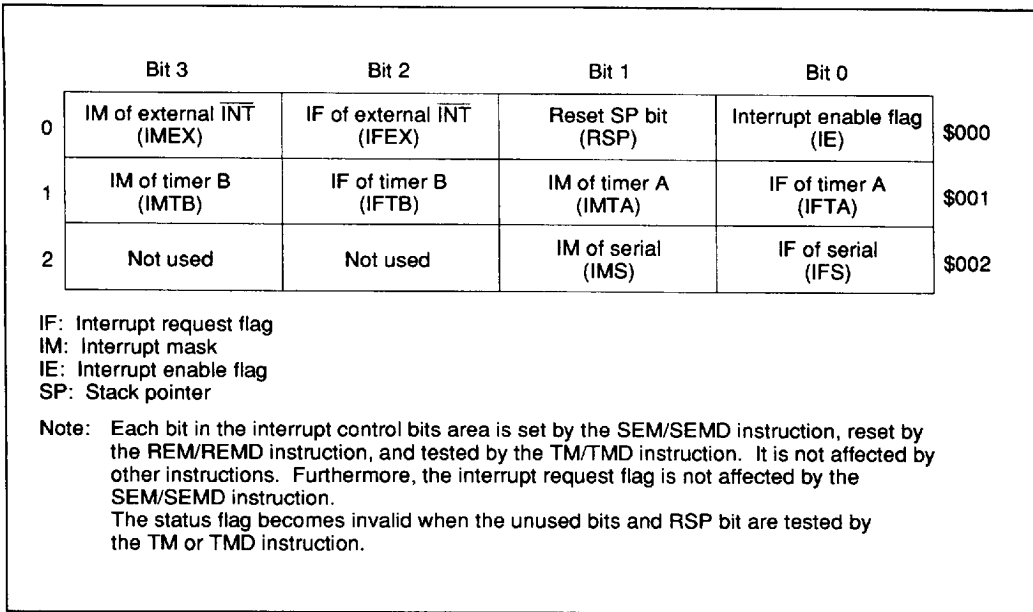 Bit 3 Bit 2 Bit 1 Bit 0
0 IM of external INT (IMEX) IF of external INT (IFEX) Reset SP bit (RSP) Interrupt enable flag (IE) $000
1 IM of timer B (IMTB) IF of timer B (IFTB) IM of timer A (IMTA) IF of timer A (IFTA) $001
2 Not used Not used IM of serial (IMS) IF of serial (IFS) $002
IF: Interrupt request flag
IM: Interrupt mask
IE: Interrupt enable flag
SP: Stack pointer
Note: Each bit in the interrupt control bits area is set by the SEM/SEMD instruction, reset by
the REM/REMD instruction, and tested by the TM/TMD instruction. It is not affected by
other instructions. Furthermore, the interrupt request flag is not affected by the
SEM/SEMD instruction.
The status flag becomes invalid when the unused bits and RSP bit are tested by
the TM or TMD instruction.